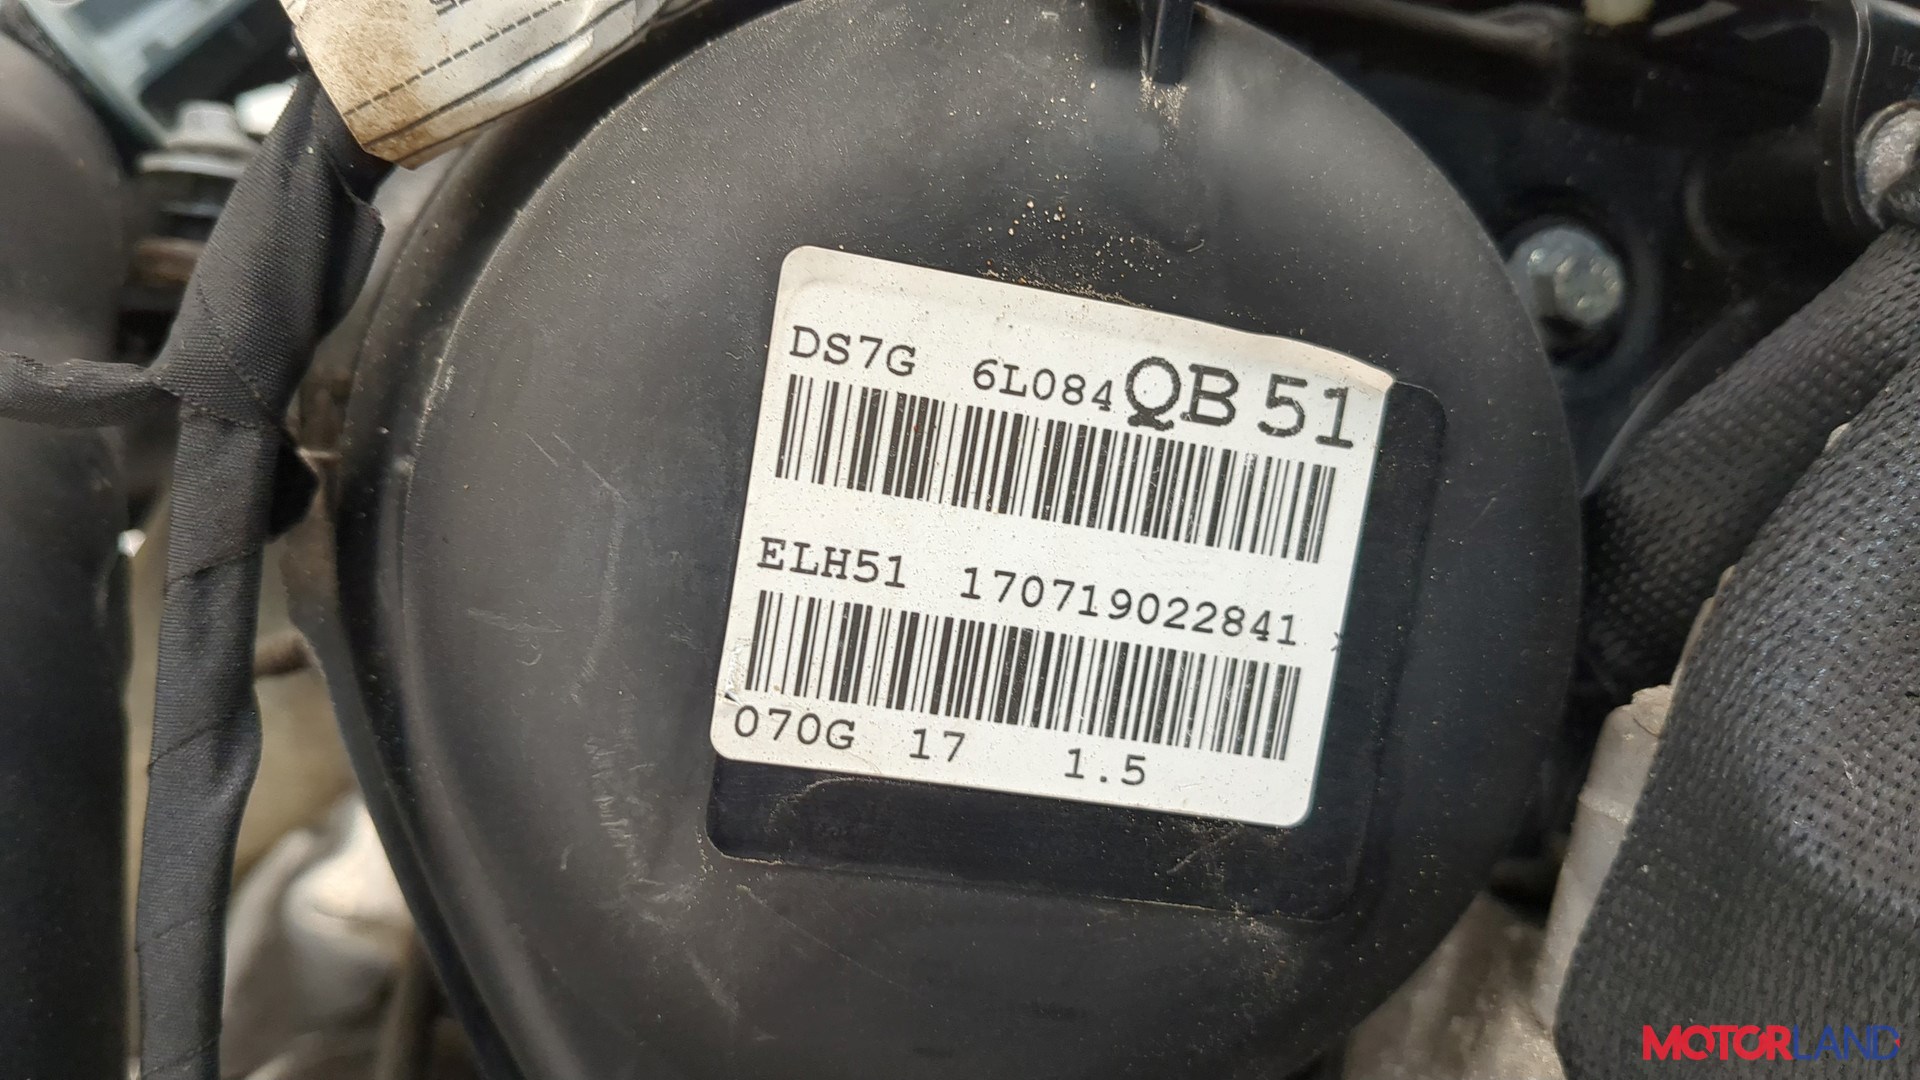 DS7G 6L084 QB 51
ELH51 170719022841
070G 17 1.5
MOTORLAND